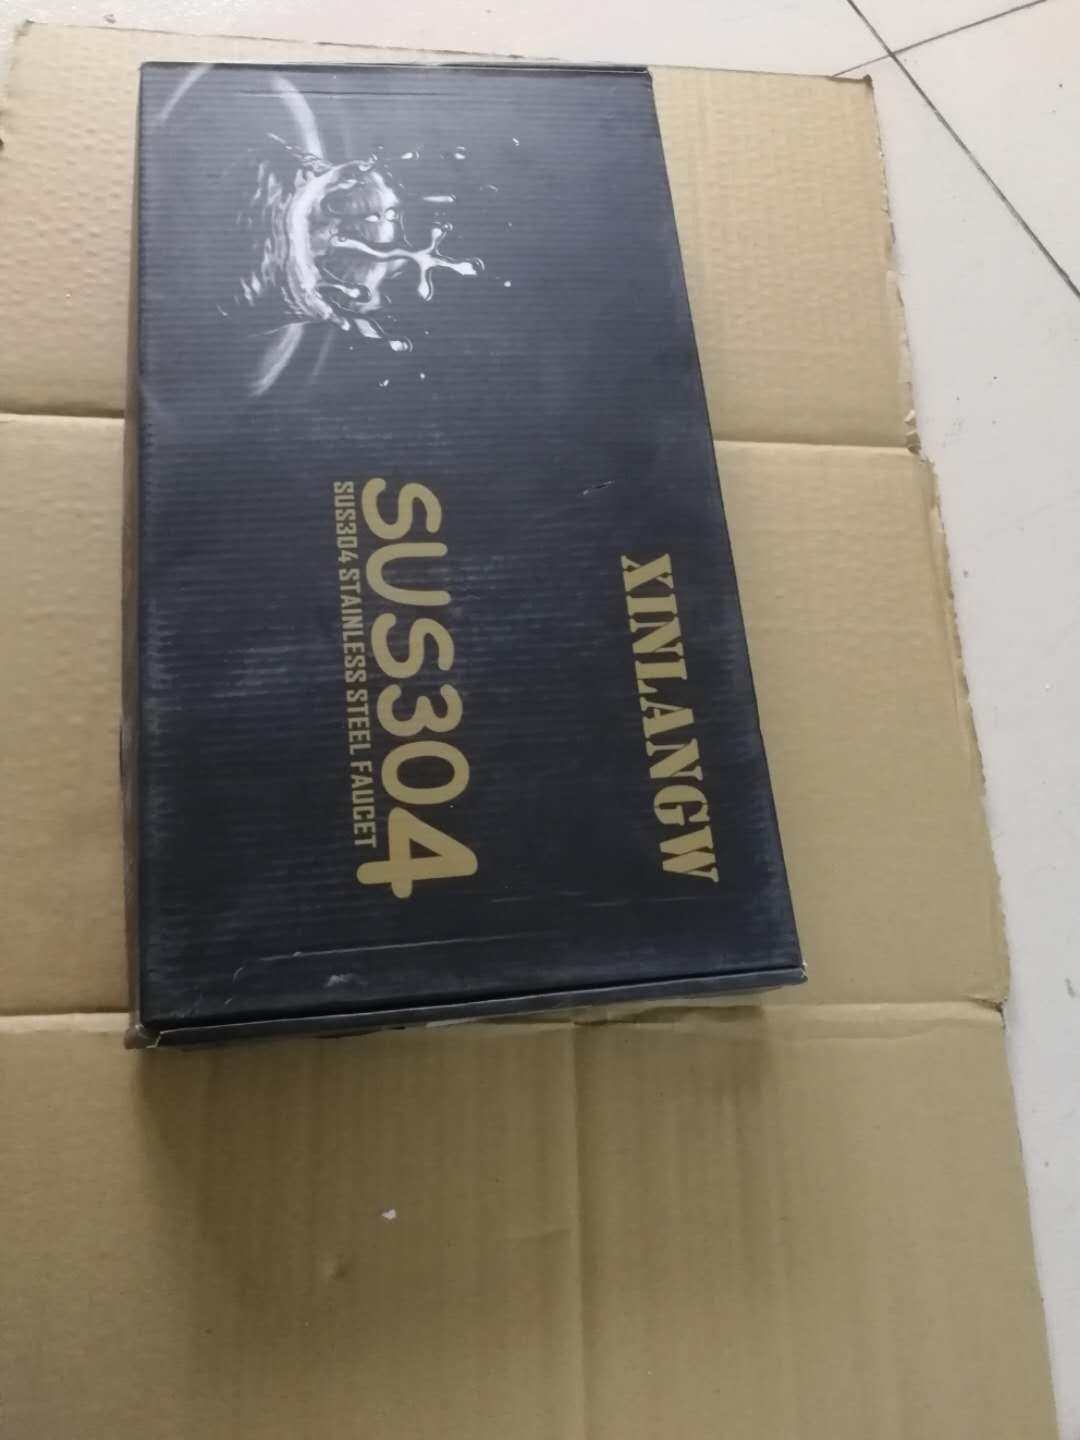 XINLANGW
SUS304
SUS304 STAINLESS STEEL FAUCET